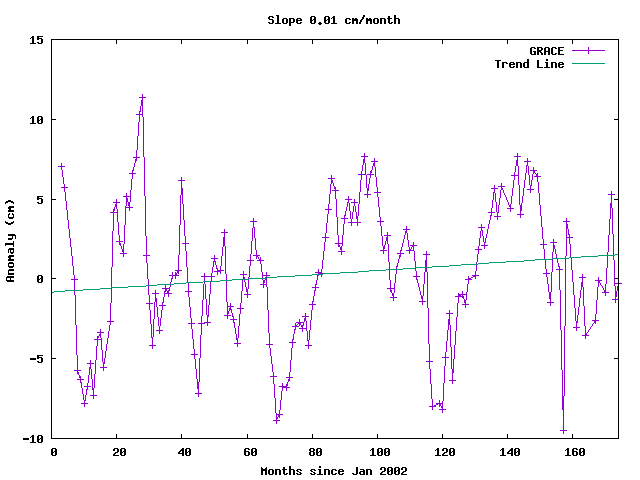 Slope 0.01 cm/month
15
GRACE
Trend Line
10
5
0
-5
-10
Anomaly (cm)
0 20 40 60 80 100 120 140 160
Months since Jan 2002